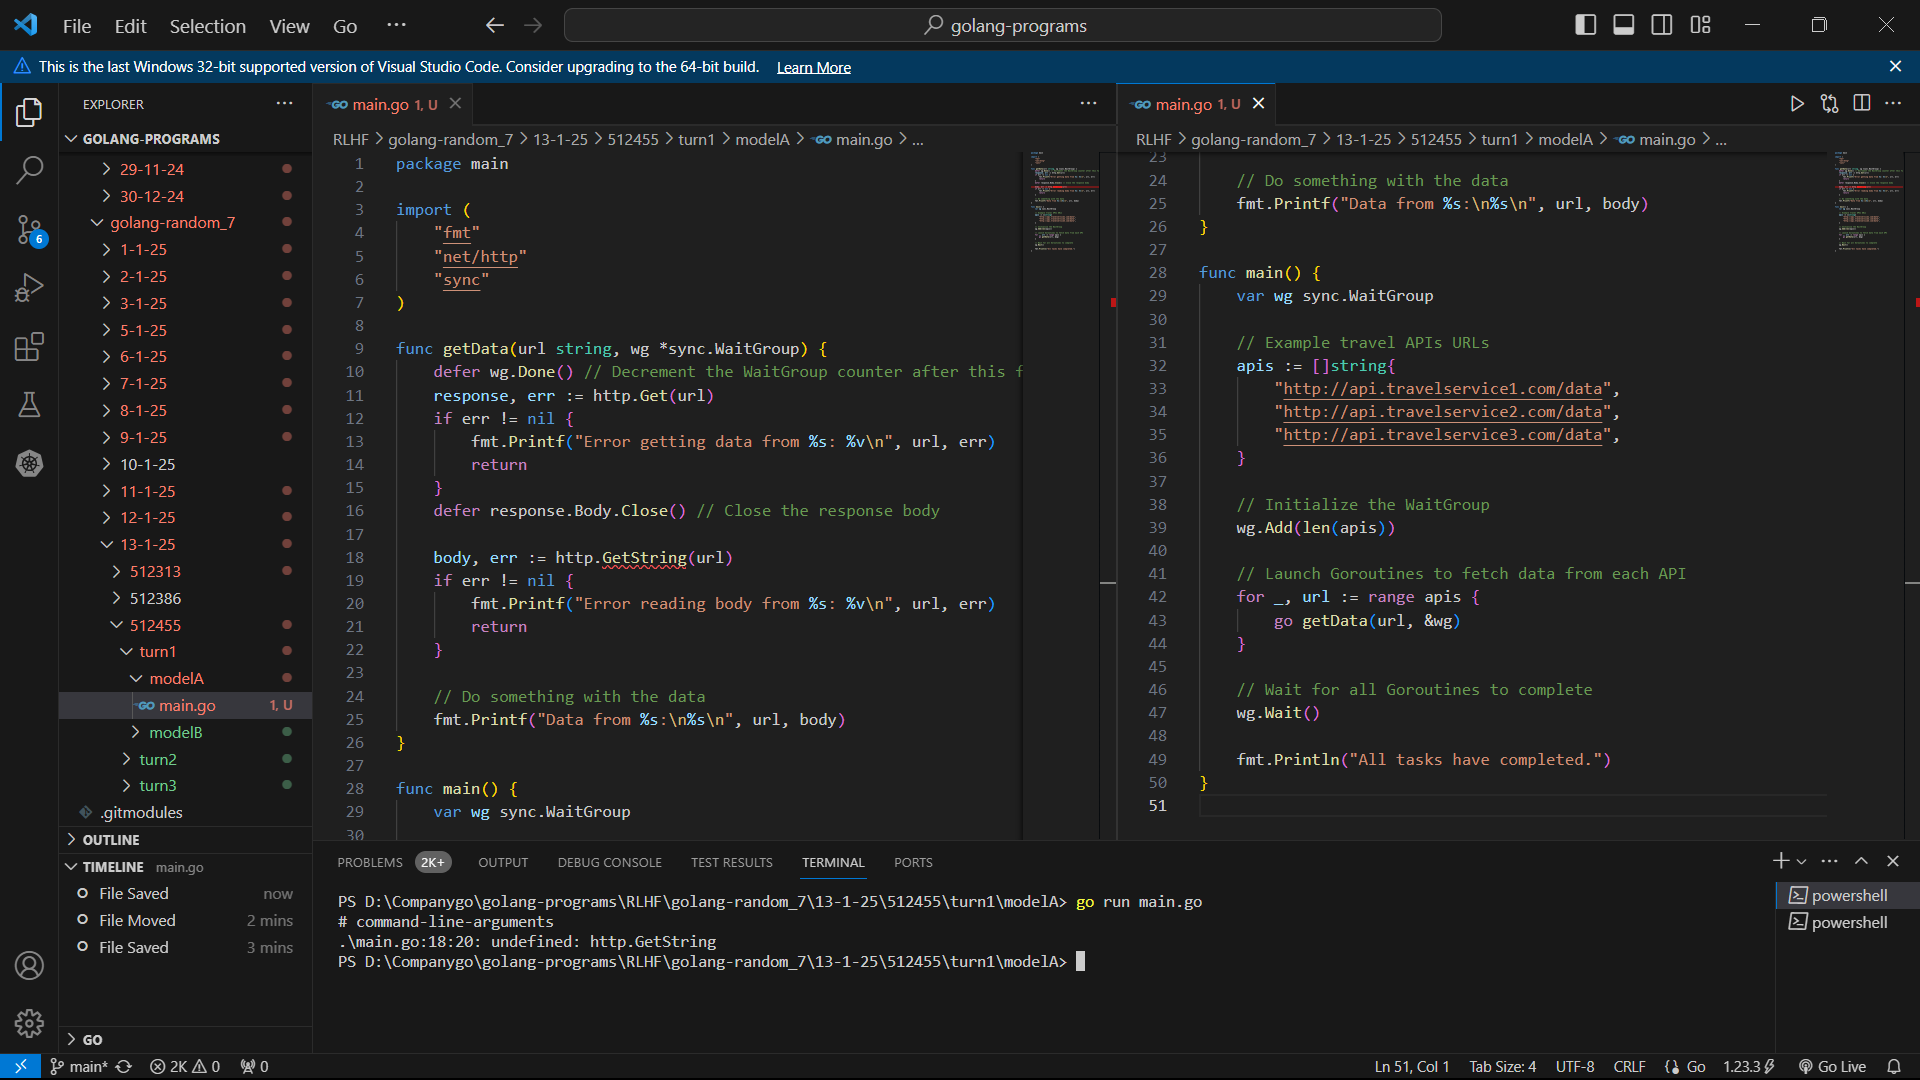 File Edit Selection View Go ···
golang-programs
This is the last Windows 32-bit supported version of Visual Studio Code. Consider upgrading to the 64-bit build. Learn More
EXPLORER
GOLANG-PROGRAMS
29-11-24
30-12-24
golang-random_7
1-1-25
2-1-25
3-1-25
5-1-25
6-1-25
7-1-25
8-1-25
9-1-25
10-1-25
11-1-25
12-1-25
13-1-25
512313
512386
512455
turn1
modelA
GO main.go 1, U
modelB
turn2
turn3
.gitmodules
OUTLINE
TIMELINE main.go
File Saved now
File Moved 2 mins
File Saved 3 mins
GO
6
GO main.go 1, U
RLHF > golang-random_7 > 13-1-25 > 512455 > turn1 > modelA > GO main.go > ...
1 package main
2
3 import (
4 "fmt"
5 "net/http"
6 "sync"
7 )
8
9 func getData(url string, wg *sync.WaitGroup) {
10 defer wg.Done() // Decrement the WaitGroup counter after this f
11 response, err := http.Get(url)
12 if err != nil {
13 fmt.Printf("Error getting data from %s: %v\n", url, err)
14 return
15 }
16 defer response.Body.Close() // Close the response body
17
18 body, err := http.GetString(url)
19 if err != nil {
20 fmt.Printf("Error reading body from %s: %v\n", url, err)
21 return
22 }
23
24 // Do something with the data
25 fmt.Printf("Data from %s:\n%s\n", url, body)
26 }
27
28 func main() {
29 var wg sync.WaitGroup
30
GO main.go 1, U
RLHF > golang-random_7 > 13-1-25 > 512455 > turn1 > modelA > GO main.go > ...
23
24 // Do something with the data
25 fmt.Printf("Data from %s:\n%s\n", url, body)
26 }
27
28 func main() {
29 var wg sync.WaitGroup
30
31 // Example travel APIs URLs
32 apis := []string{
33 "http://api.travelservice1.com/data",
34 "http://api.travelservice2.com/data",
35 "http://api.travelservice3.com/data",
36 }
37
38 // Initialize the WaitGroup
39 wg.Add(len(apis))
40
41 // Launch Goroutines to fetch data from each API
42 for _, url := range apis {
43 go getData(url, &wg)
44 }
45
46 // Wait for all Goroutines to complete
47 wg.Wait()
48
49 fmt.Println("All tasks have completed.")
50 }
51
PROBLEMS 2K+ OUTPUT DEBUG CONSOLE TEST RESULTS TERMINAL PORTS
PS D:\Companygo\golang-programs\RLHF\golang-random_7\13-1-25\512455\turn1\modelA> go run main.go
# command-line-arguments
.\main.go:18:20: undefined: http.GetString
PS D:\Companygo\golang-programs\RLHF\golang-random_7\13-1-25\512455\turn1\modelA>
powershell
powershell
main* 2K 0 0 Ln 51, Col 1 Tab Size: 4 UTF-8 CRLF Go 1.23.3 Go Live